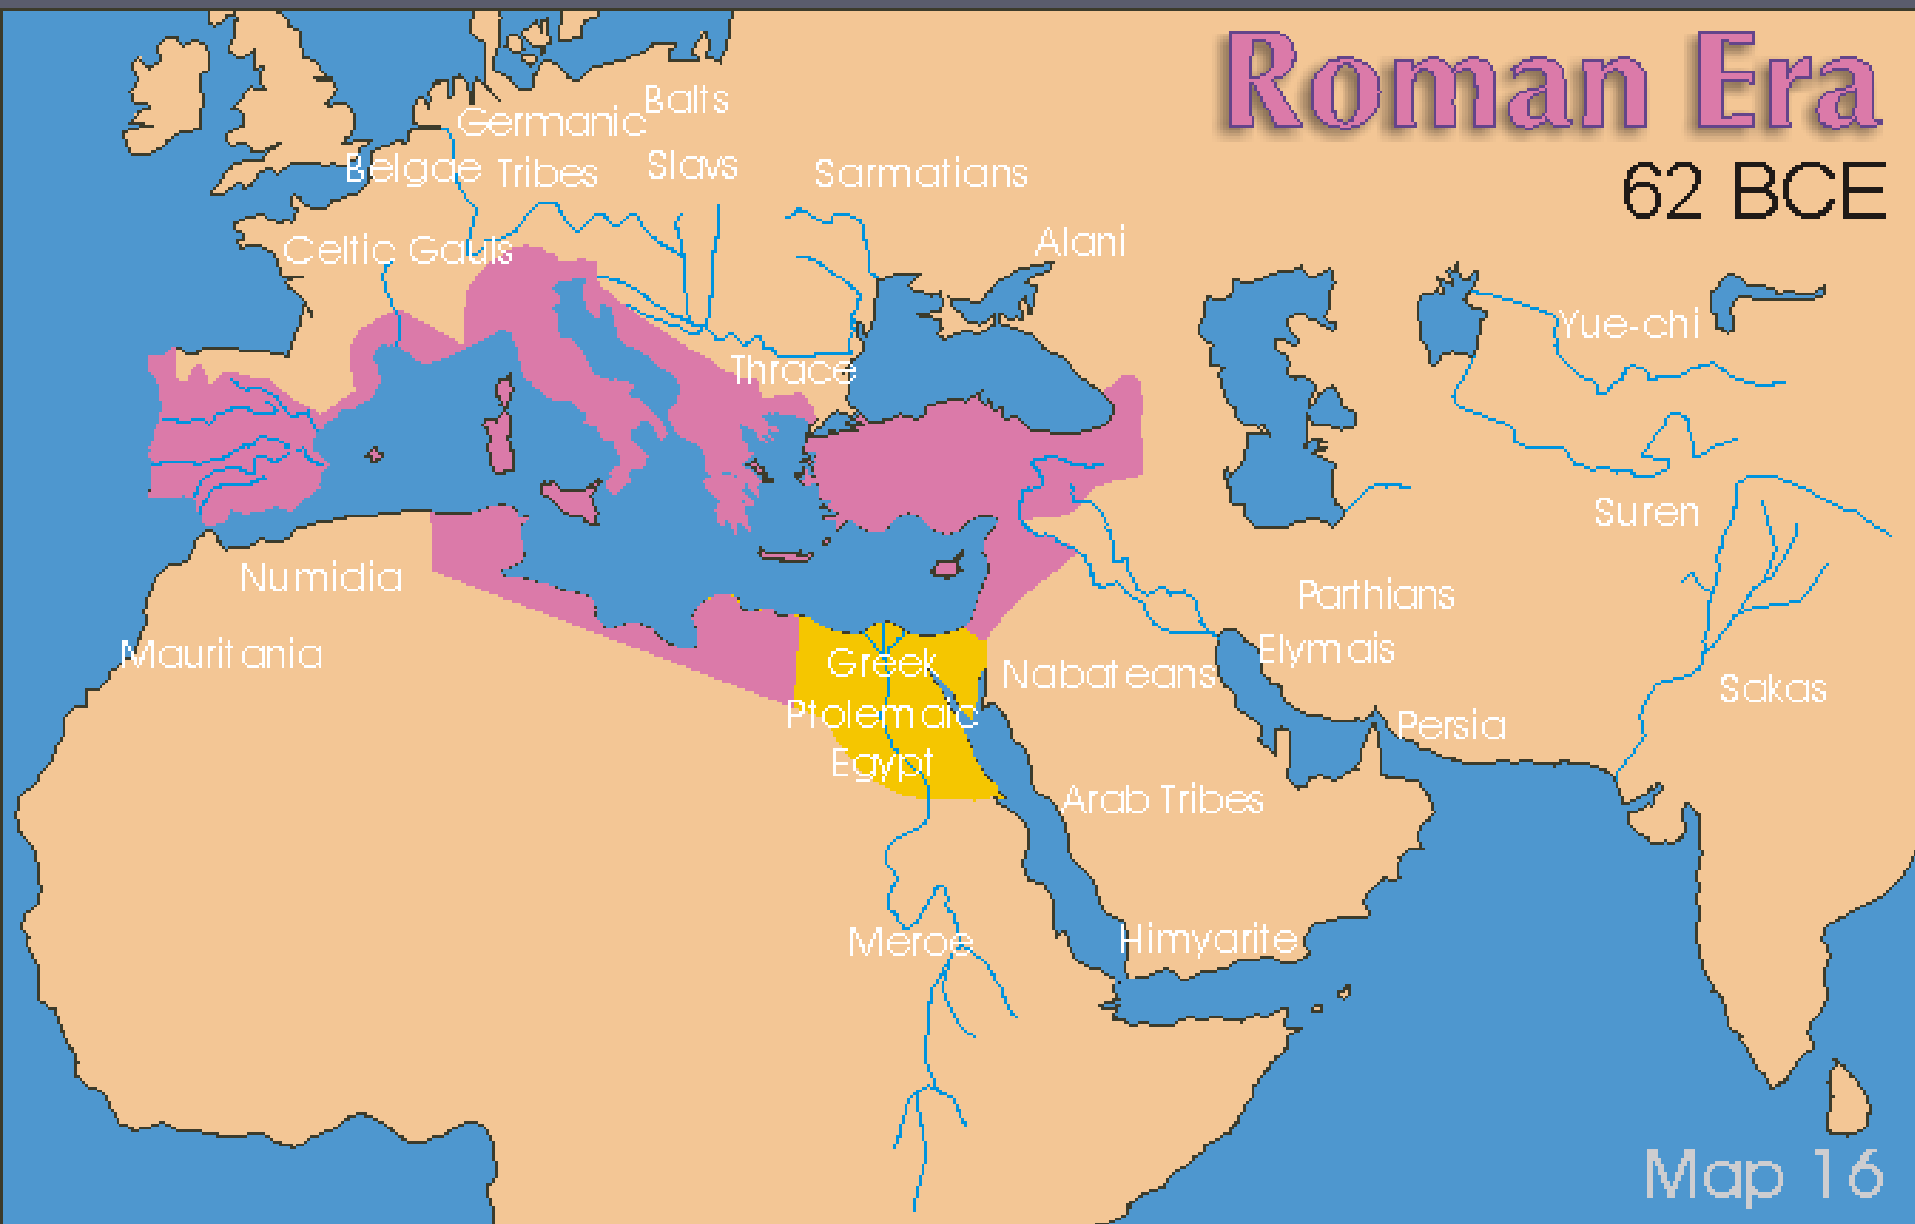 Roman Era
62 BCE
Balts
Germanic
Tribes
Belgae
Slavs
Sarmatians
Celtic Gauls
Alani
Yue-chi
Thrace
Suren
Numidia
Mauritania
Parthians
Elymais
Nabateans
Greek
Ptolemaic
Egypt
Sakas
Persia
Arab Tribes
Meroe
Himyarite
Map 16